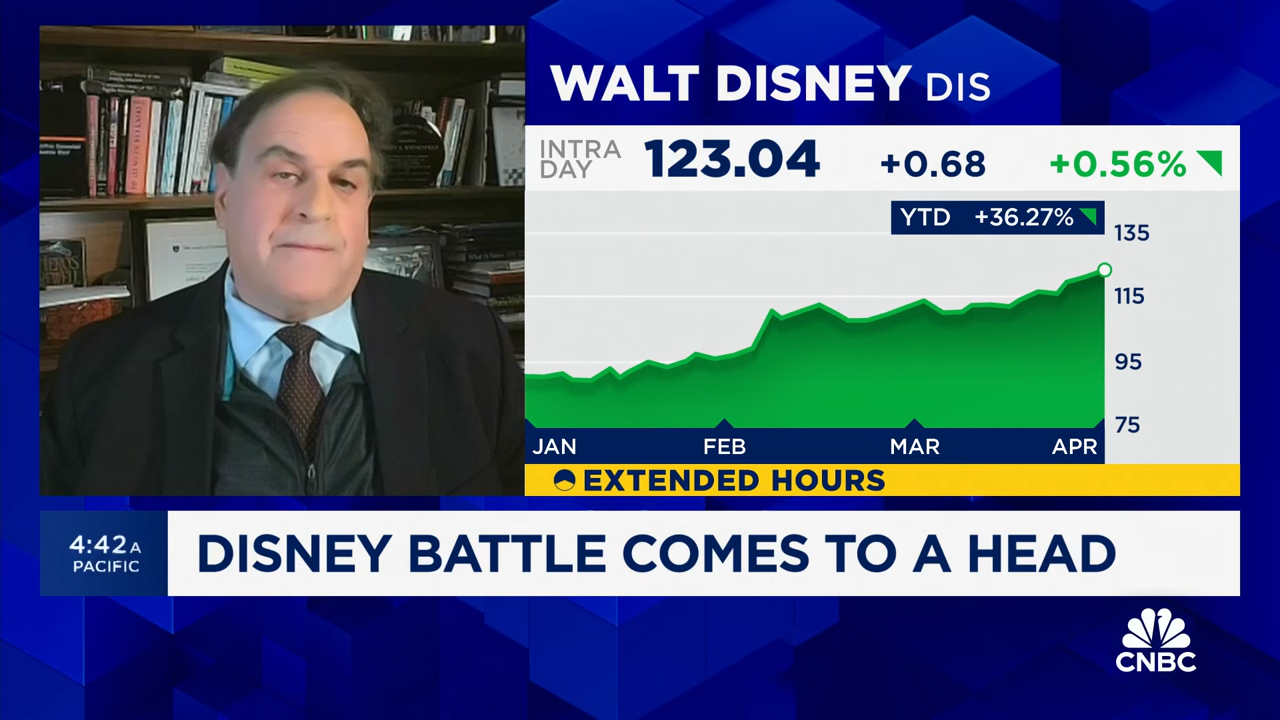 WALT DISNEY DIS
INTRA DAY 123.04 +0.68 +0.56%
YTD +36.27%
135
115
95
75
JAN FEB MAR APR
EXTENDED HOURS
4:42A
PACIFIC
DISNEY BATTLE COMES TO A HEAD
CNBC